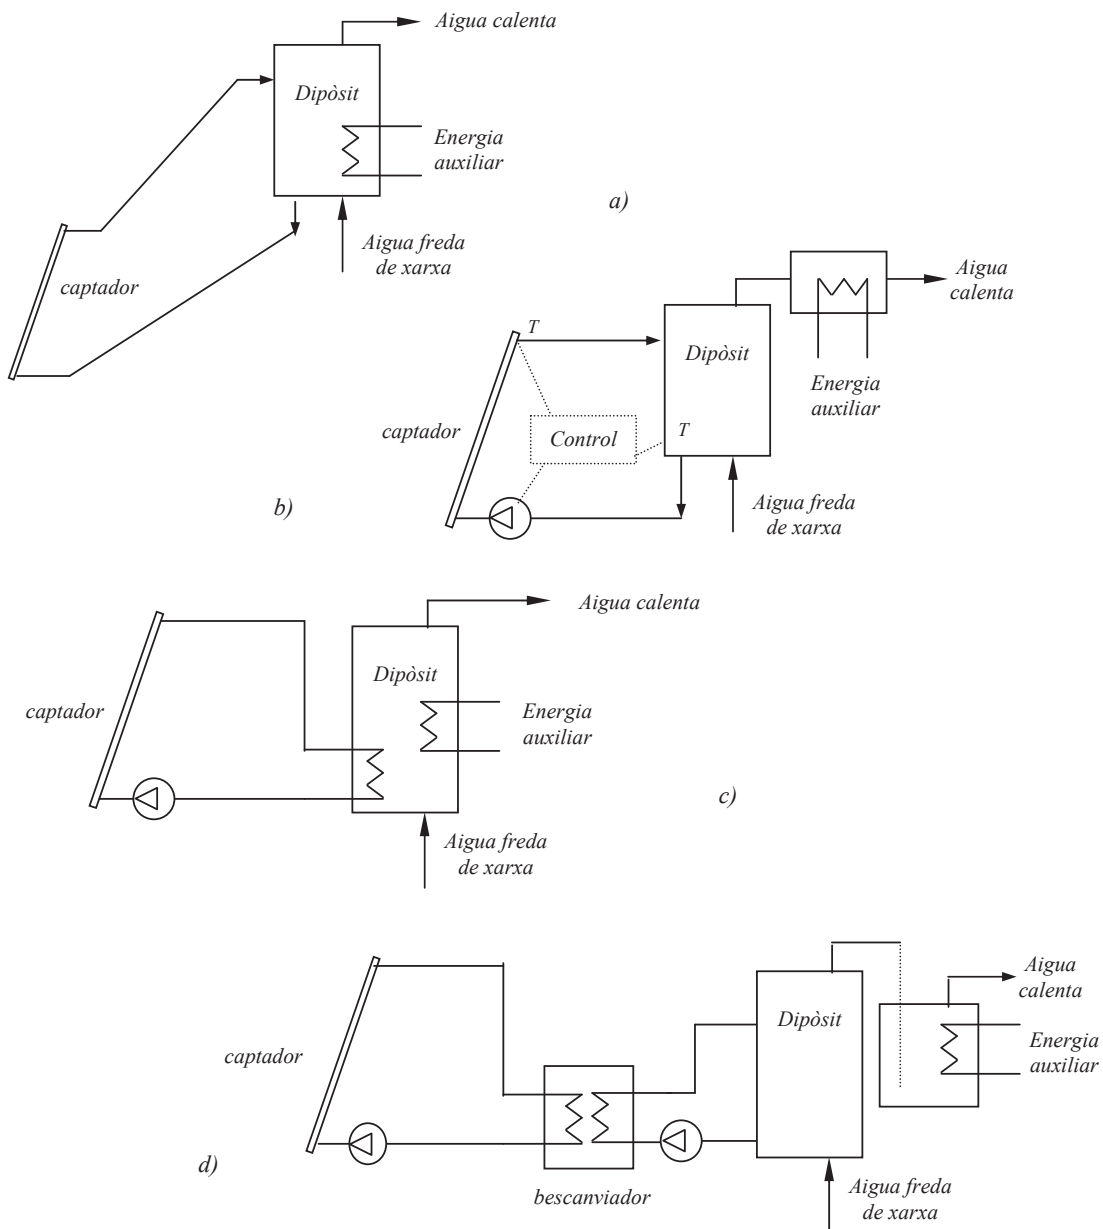 Aigua calenta
Dipòsit
Energia
auxiliar
Aigua freda
de xarxa
captador
a)
Aigua
calenta
T
Dipòsit
Energia
auxiliar
captador
Control
T
Aigua freda
de xarxa
b)
Aigua calenta
Dipòsit
captador
Energia
auxiliar
c)
Aigua freda
de xarxa
Aigua
calenta
Dipòsit
captador
Energia
auxiliar
d)
bescanviador
Aigua freda
de xarxa